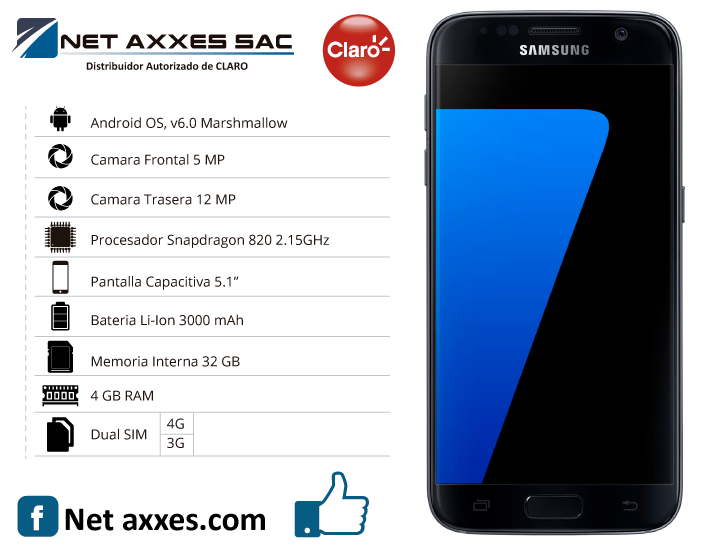 NET AXXES SAC
Distribuidor Autorizado de CLARO
Claro
SAMSUNG
Android OS, v6.0 Marshmallow
Camara Frontal 5 MP
Camara Trasera 12 MP
Procesador Snapdragon 820 2.15GHz
Pantalla Capacitiva 5.1”
Bateria Li-Ion 3000 mAh
Memoria Interna 32 GB
4 GB RAM
Dual SIM
4G
3G
f Net axxes.com